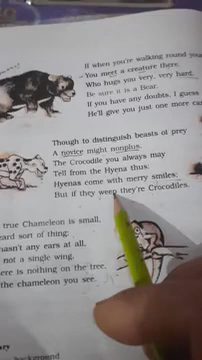 If when you're walking round your
You meet a creature there,
Who hugs you very, very hard,
Be sure it is a Bear.
If you have any doubts, I guess
He'll give you just one more
Though to distinguish beasts of prey
A novice might nonplus,
The Crocodile you always may
Tell from the Hyena thus:
Hyenas come with merry smiles;
But if they weep they're Crocodiles.
true Chameleon is small,
sort of thing;
hasn't any ears at all,
not a single wing.
there is nothing on the tree,
the chameleon you see.